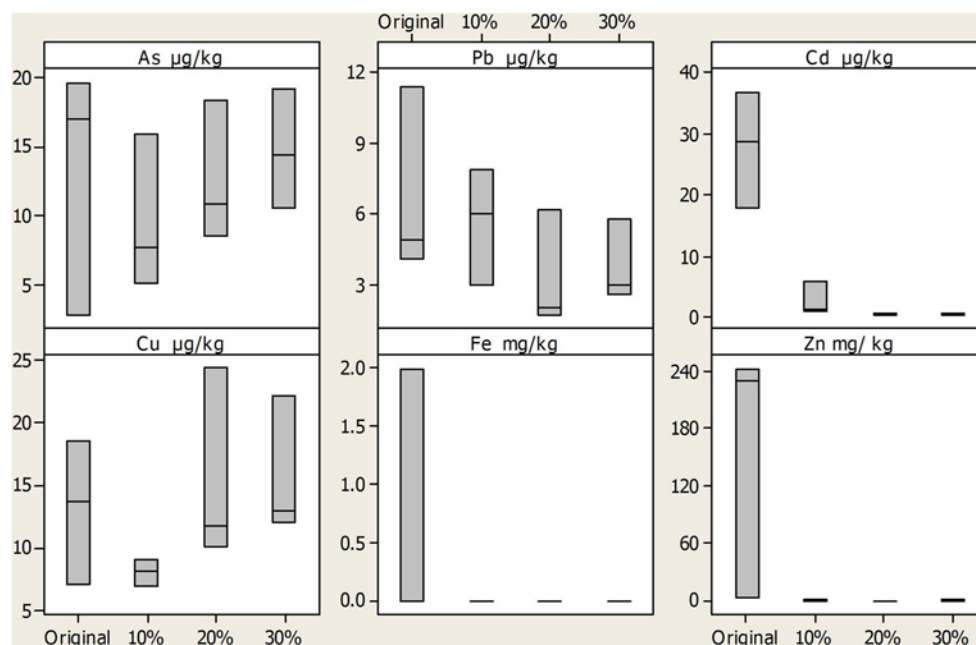 Original 10% 20% 30%
As µg/kg Pb µg/kg Cd µg/kg
20 12 40
15 9 30
10 6 20
5 3 10
0
Cu µg/kg Fe mg/kg Zn mg/ kg
25 2.0 240
20 1.5 180
15 1.0 120
10 0.5 60
5 0.0 0
Original 10% 20% 30% Original 10% 20% 30%